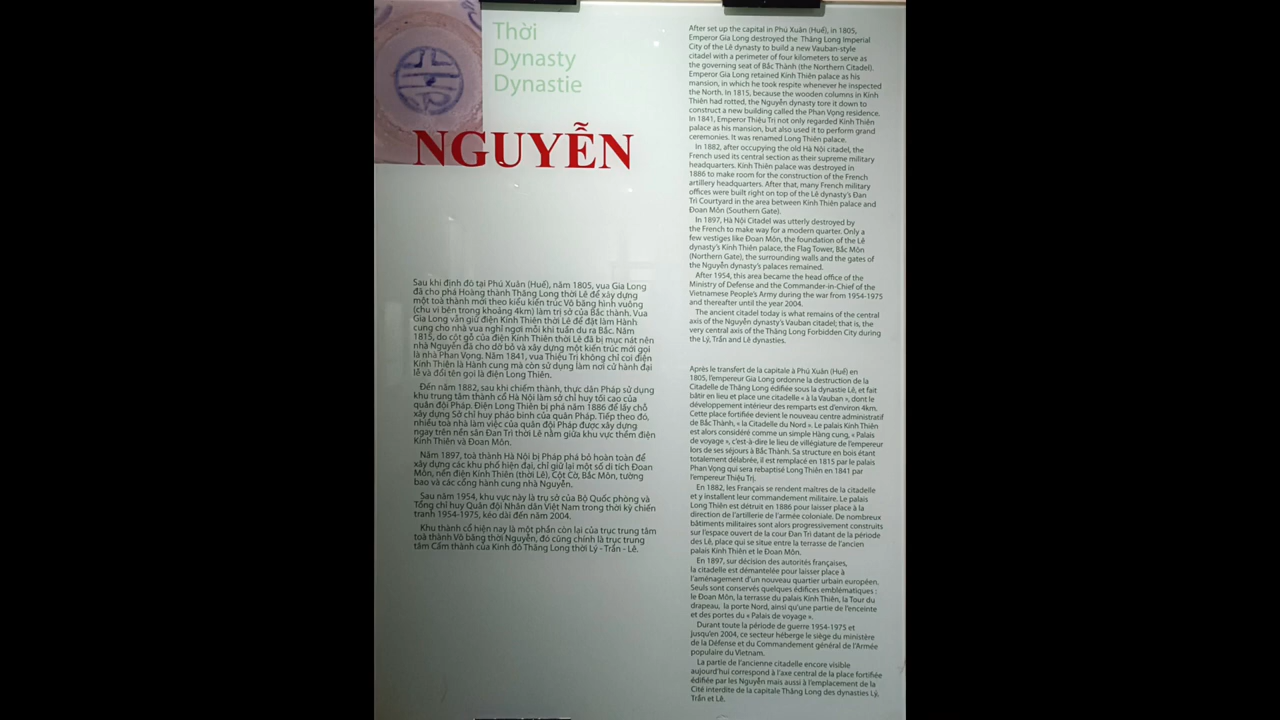 Thời
Dynasty
Dynastie
NGUYỄN
Sau khi định đô tại Phú Xuân (Huế), năm 1805, vua Gia Long
đã cho phá Hoàng thành Thăng Long thời Lê để xây dựng
một toà thành mới theo kiểu kiến trúc Vô băng hình vuông
(chu vi bên trong khoảng 4km) làm trị sở của Bắc thành. Vua
Gia Long vẫn giữ điện Kính Thiên thời Lê để đặt làm Hành
cung cho nhà vua nghỉ ngơi mỗi khi tuần du ra Bắc. Năm
1815, do cột gỗ của điện Kính Thiên thời Lê đã bị mục nát nên
nhà Nguyễn đã cho dỡ bỏ và xây dựng một kiến trúc mới gọi
là nhà Phan Vọng. Năm 1841, vua Thiệu Trị không chỉ coi điện
Kính Thiên là Hành cung mà còn sử dụng làm nơi cử hành đại
lễ và đổi tên gọi là điện Long Thiên.
Đến năm 1882, sau khi chiếm thành, thực dân Pháp sử dụng
khu trung tâm thành cổ Hà Nội làm sở chỉ huy tối cao của
quân đội Pháp. Điện Long Thiên bị phá năm 1886 để lấy chỗ
xây dựng Sở chỉ huy pháo binh của quân Pháp. Tiếp theo đó,
nhiều toà nhà làm việc của quân đội Pháp được xây dựng
ngay trên nền sân Đan Trì thời Lê nằm giữa khu vực thềm điện
Kính Thiên và Đoan Môn.
Năm 1897, toà thành Hà Nội bị Pháp phá bỏ hoàn toàn để
xây dựng các khu phố hiện đại, chỉ giữ lại một số di tích Đoan
Môn, nền điện Kính Thiên (thời Lê), Cột Cờ, Bắc Môn, tường
bao và các cổng hành cung nhà Nguyễn.
Sau năm 1954, khu vực này là trụ sở của Bộ Quốc phòng và
Tổng chỉ huy Quân đội Nhân dân Việt Nam trong thời kỳ chiến
tranh 1954-1975, kéo dài đến năm 2004.
Khu thành cổ hiện nay là một phần còn lại của trục trung tâm
toà thành Vô băng thời Nguyễn, đó cũng chính là trục trung
tâm Cấm thành của Kinh đô Thăng Long thời Lý - Trần - Lê.
After set up the capital in Phú Xuân (Huế), in 1805,
Emperor Gia Long destroyed the Thăng Long Imperial
City of the Lê dynasty to build a new Vauban-style
citadel with a perimeter of four kilometers to serve as
the governing seat of Bắc Thành (the Northern Citadel).
Emperor Gia Long retained Kính Thiên palace as his
mansion, in which he took respite whenever he inspected
the North. In 1815, because the wooden columns in Kính
Thiên had rotted, the Nguyễn dynasty tore it down to
construct a new building called the Phan Vọng residence.
In 1841, Emperor Thiệu Trị not only regarded Kính Thiên
palace as his mansion, but also used it to perform grand
ceremonies. It was renamed Long Thiên palace.
In 1882, after occupying the old Hà Nội citadel, the
French used its central section as their supreme military
headquarters. Kính Thiên palace was destroyed in
1886 to make room for the construction of the French
artillery headquarters. After that, many French military
offices were built right on top of the Lê dynasty's Đan
Trì Courtyard in the area between Kính Thiên palace and
Đoan Môn (Southern Gate).
In 1897, Hà Nội Citadel was utterly destroyed by
the French to make way for a modern quarter. Only a
few vestiges like Đoan Môn, the foundation of the Lê
dynasty's Kính Thiên palace, the Flag Tower, Bắc Môn
(Northern Gate), the surrounding walls and the gates of
the Nguyễn dynasty's palaces remained.
After 1954, this area became the head office of the
Ministry of Defense and the Commander-in-Chief of the
Vietnamese People's Army during the war from 1954-1975
and thereafter until the year 2004.
The ancient citadel today is what remains of the central
axis of the Nguyễn dynasty's Vauban citadel; that is, the
very central axis of the Thăng Long Forbidden City during
the Lý, Trần and Lê dynasties.
Après le transfert de la capitale à Phú Xuân (Huế) en
1805, l'empereur Gia Long ordonne la destruction de la
Citadelle de Thăng Long édifiée sous la dynastie Lê, et fait
bâtir en lieu et place une citadelle « à la Vauban », dont le
développement intérieur des remparts est d'environ 4km.
Cette place fortifiée devient le nouveau centre administratif
de Bắc Thành, « la Citadelle du Nord ». Le palais Kính Thiên
est alors considéré comme un simple Hàng cung, « Palais
de voyage », c'est-à-dire le lieu de villégiature de l'empereur
lors de ses séjours à Bắc Thành. Sa structure en bois étant
totalement délabrée, il est remplacé en 1815 par le palais
Phan Vọng qui sera rebaptisé Long Thiên en 1841 par
l'empereur Thiệu Trị.
En 1882, les Français se rendent maîtres de la citadelle
et y installent leur commandement militaire. Le palais
Long Thiên est détruit en 1886 pour laisser place à la
direction de l'artillerie de l'armée coloniale. De nombreux
bâtiments militaires sont alors progressivement construits
sur l'espace ouvert de la cour Đan Trì datant de la période
des Lê, place qui se situe entre la terrasse de l'ancien
palais Kính Thiên et le Đoan Môn.
En 1897, sur décision des autorités françaises,
la citadelle est démantelée pour laisser place à
l'aménagement d'un nouveau quartier urbain européen.
Seuls sont conservés quelques édifices emblématiques :
le Đoan Môn, la terrasse du palais Kính Thiên, la Tour du
drapeau, la porte Nord, ainsi qu'une partie de l'enceinte
et des portes du « Palais de voyage ».
Durant toute la période de guerre 1954-1975 et
jusqu'en 2004, ce secteur héberge le siège du ministère
de la Défense et du Commandement général de l'Armée
populaire du Vietnam.
La partie de l'ancienne citadelle encore visible
aujourd'hui correspond à l'axe central de la place fortifiée
édifiée par les Nguyễn mais aussi à l'emplacement de la
Cité interdite de la capitale Thăng Long des dynasties Lý,
Trần et Lê.